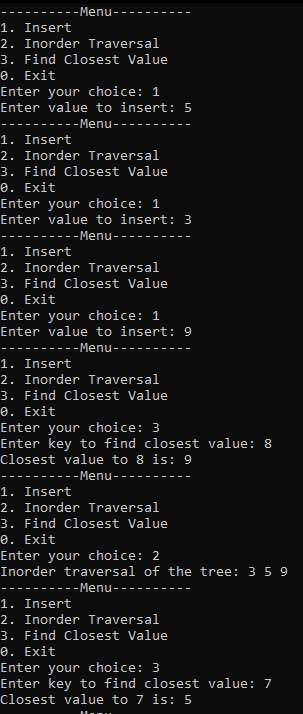 ----------Menu----------
1. Insert
2. Inorder Traversal
3. Find Closest Value
0. Exit
Enter your choice: 1
Enter value to insert: 5
----------Menu----------
1. Insert
2. Inorder Traversal
3. Find Closest Value
0. Exit
Enter your choice: 1
Enter value to insert: 3
----------Menu----------
1. Insert
2. Inorder Traversal
3. Find Closest Value
0. Exit
Enter your choice: 1
Enter value to insert: 9
----------Menu----------
1. Insert
2. Inorder Traversal
3. Find Closest Value
0. Exit
Enter your choice: 3
Enter key to find closest value: 8
Closest value to 8 is: 9
----------Menu----------
1. Insert
2. Inorder Traversal
3. Find Closest Value
0. Exit
Enter your choice: 2
Inorder traversal of the tree: 3 5 9
----------Menu----------
1. Insert
2. Inorder Traversal
3. Find Closest Value
0. Exit
Enter your choice: 3
Enter key to find closest value: 7
Closest value to 7 is: 5
----------Menu----------